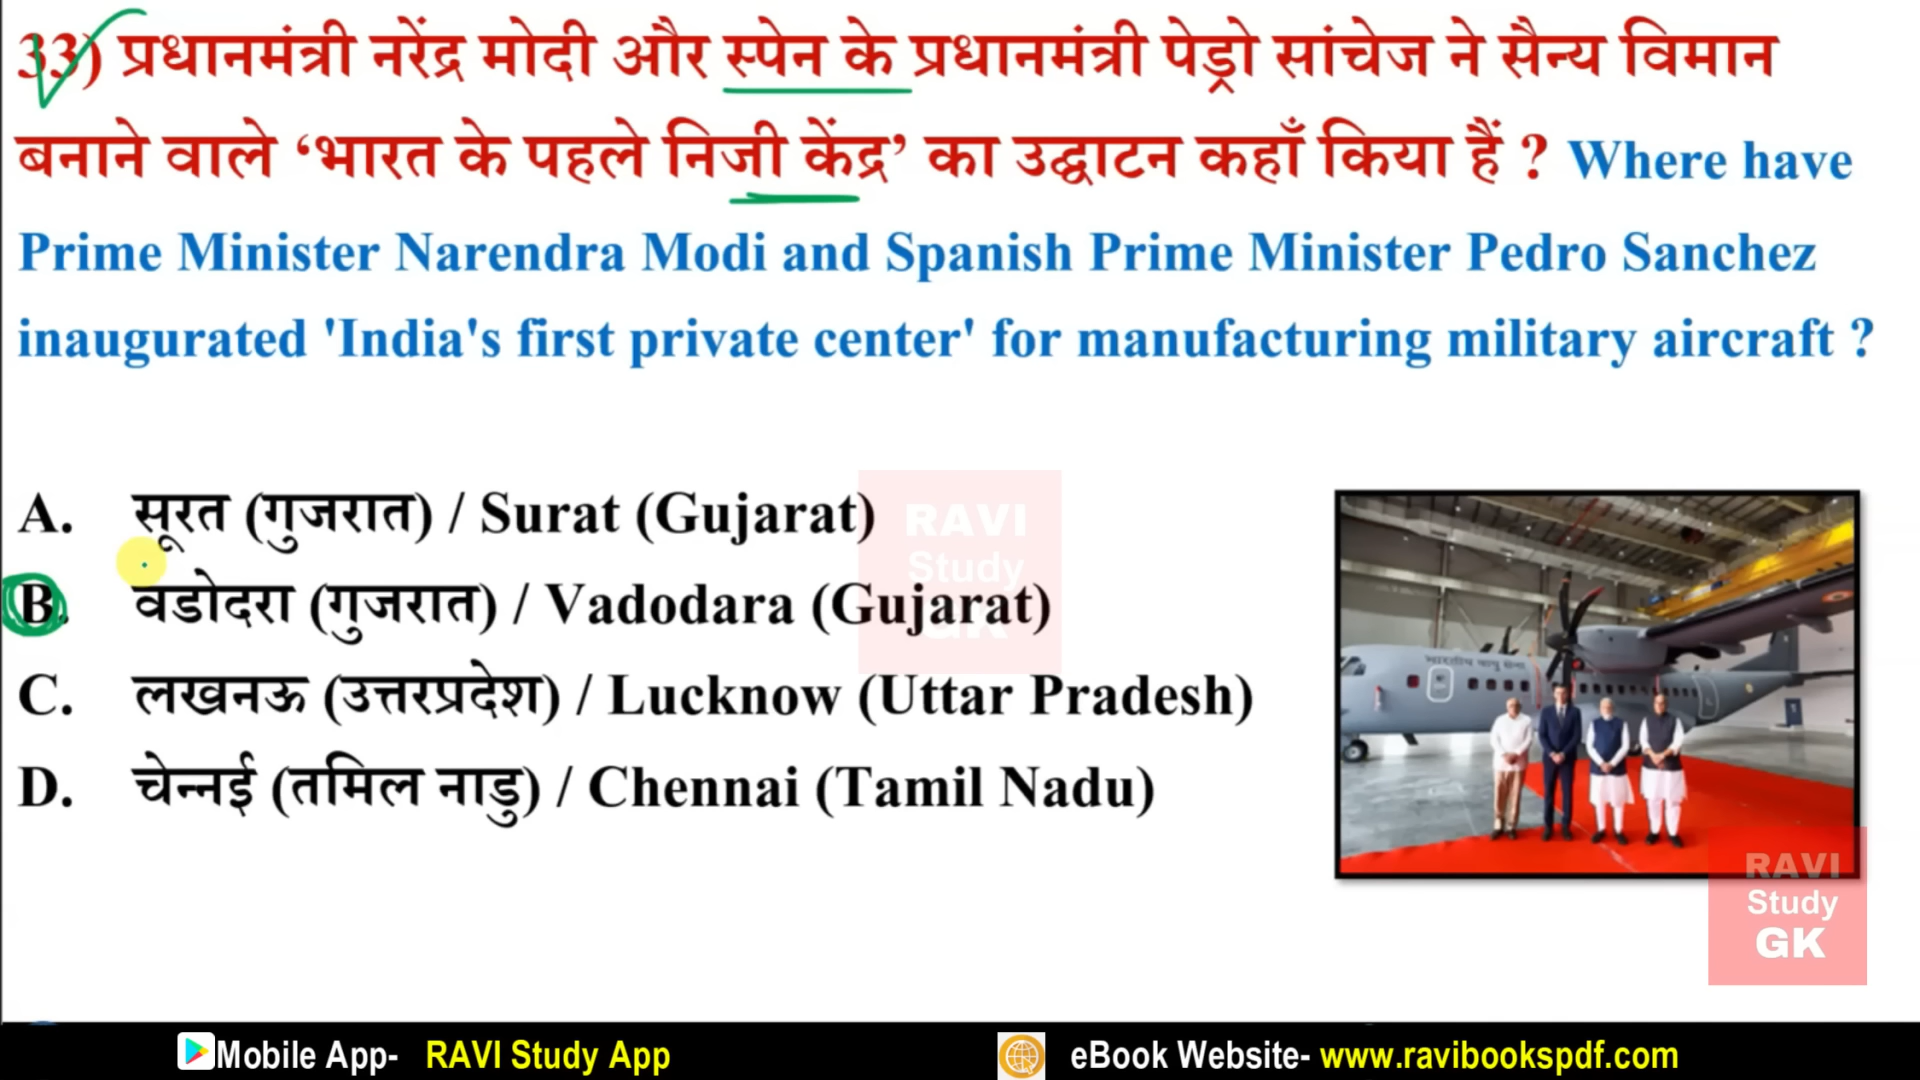 33) प्रधानमंत्री नरेंद्र मोदी और स्पेन के प्रधानमंत्री पेड्रो सांचेज ने सैन्य विमान
बनाने वाले ‘भारत के पहले निजी केंद्र’ का उद्घाटन कहाँ किया हैं ? Where have
Prime Minister Narendra Modi and Spanish Prime Minister Pedro Sanchez
inaugurated 'India's first private center' for manufacturing military aircraft ?
A. सूरत (गुजरात) / Surat (Gujarat)
B. वडोदरा (गुजरात) / Vadodara (Gujarat)
C. लखनऊ (उत्तरप्रदेश) / Lucknow (Uttar Pradesh)
D. चेन्नई (तमिल नाडु) / Chennai (Tamil Nadu)
RAVI
Study
GK
भारतीय वायु सेना
RAVI
Study
GK
Mobile App- RAVI Study App
eBook Website- www.ravibookspdf.com